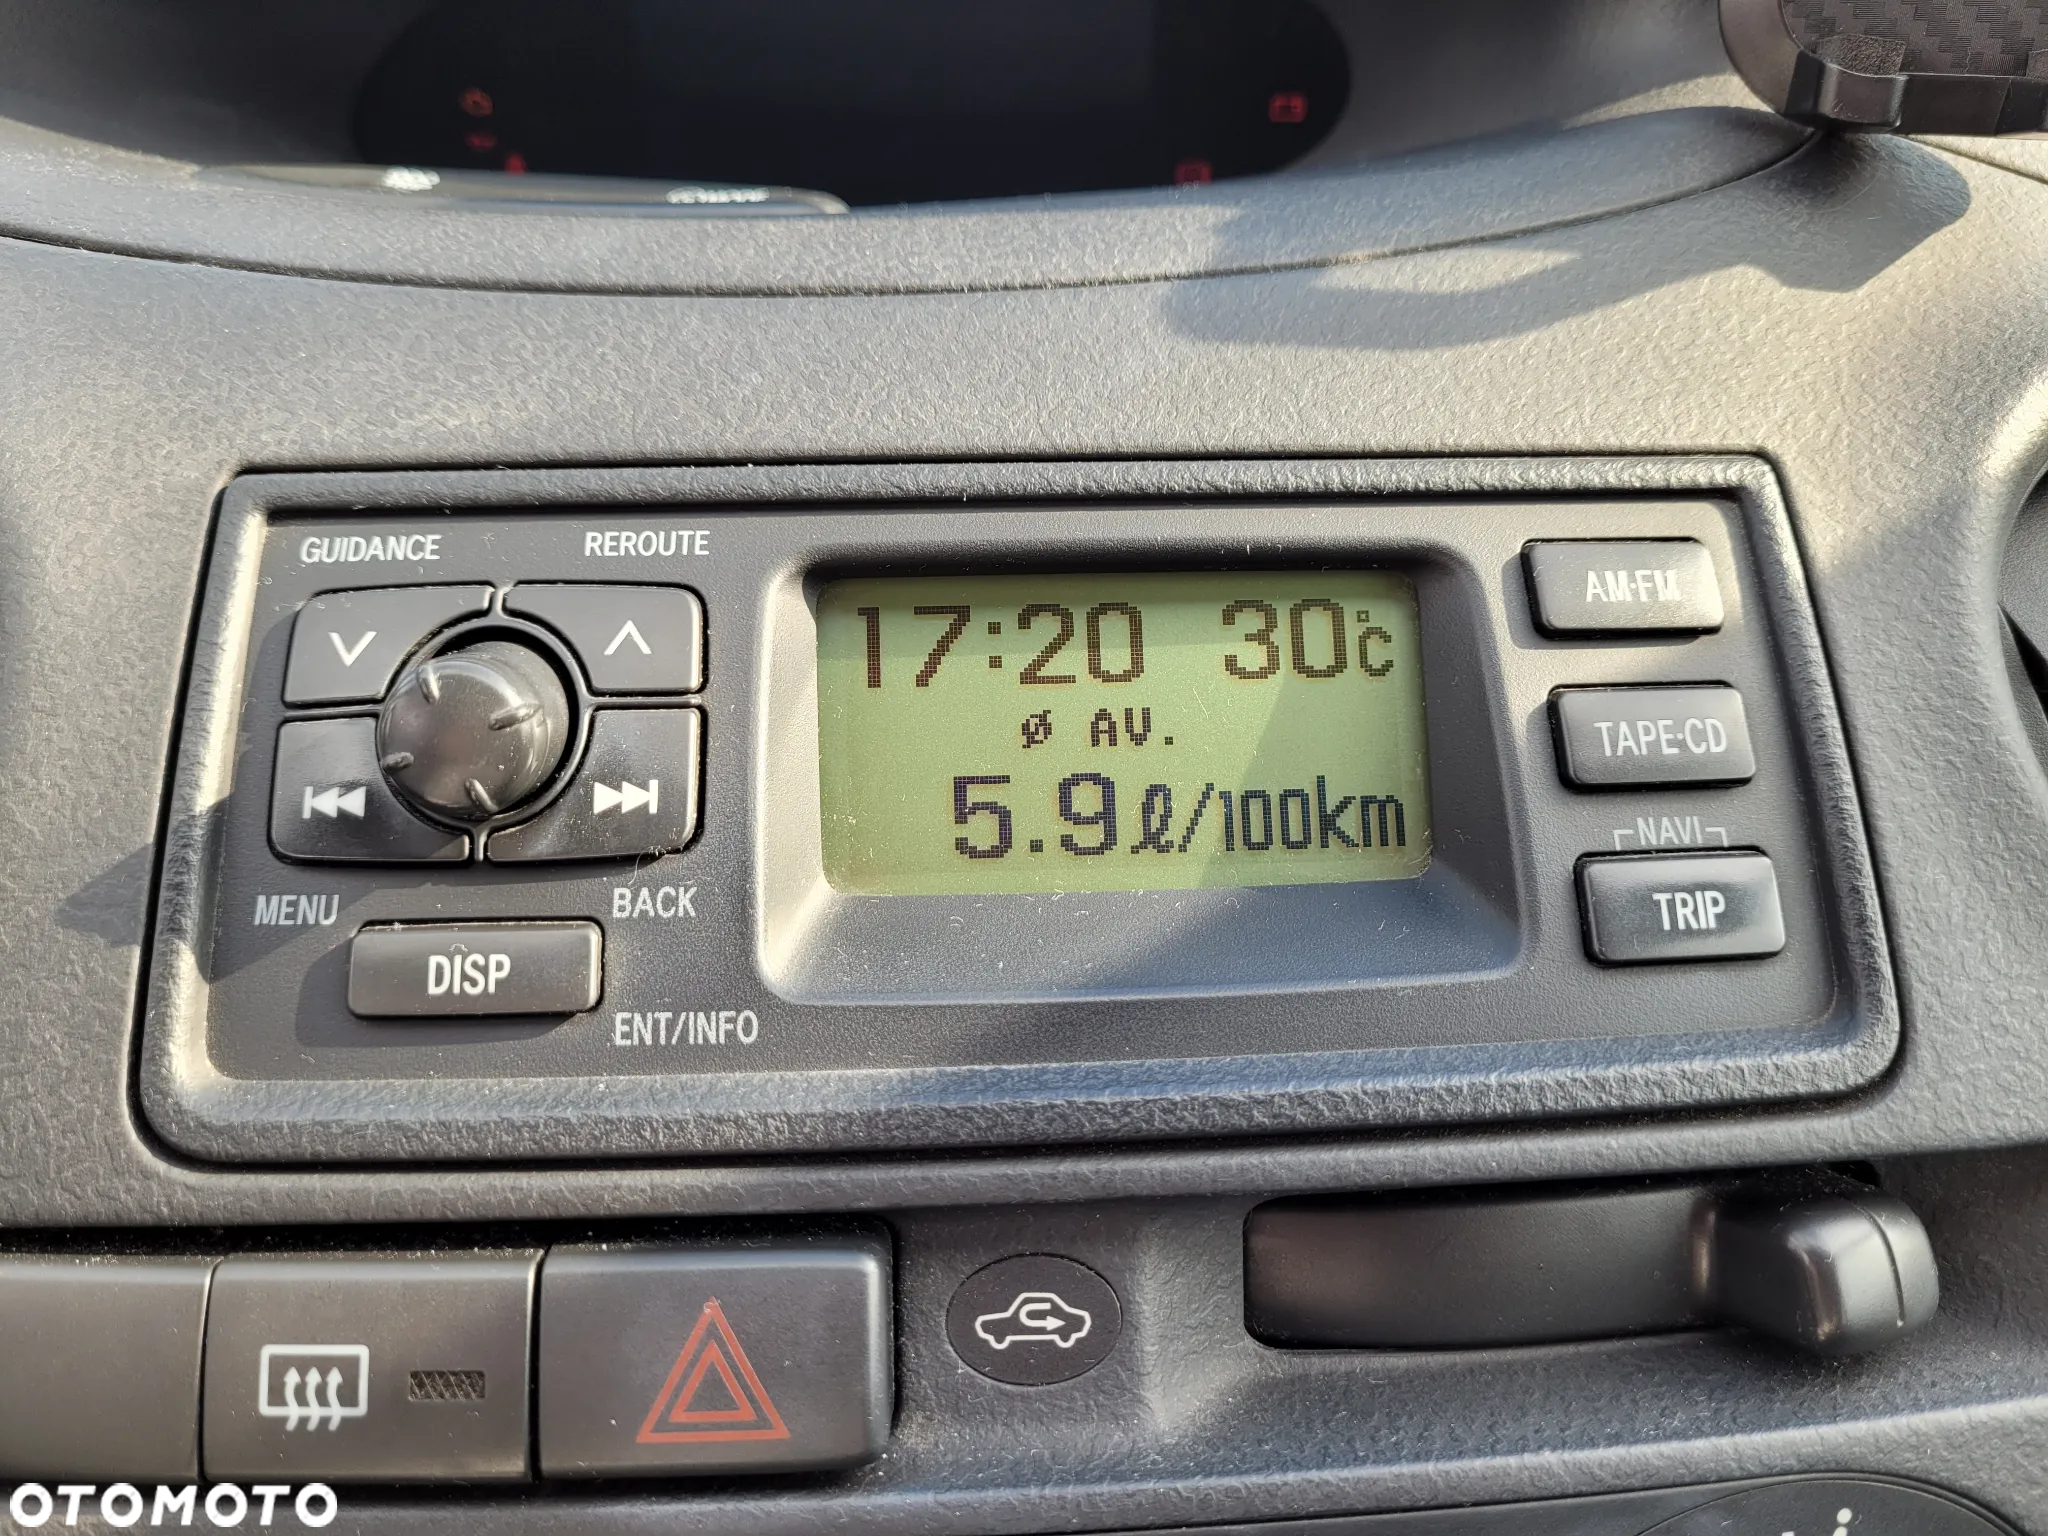 GUIDANCE
REROUTE
MENU
BACK
DISP
ENT/INFO
17:20 30°C
Ø AV.
5.9 ℓ/100km
AM·FM
TAPE·CD
NAVI
TRIP
OTOMOTO